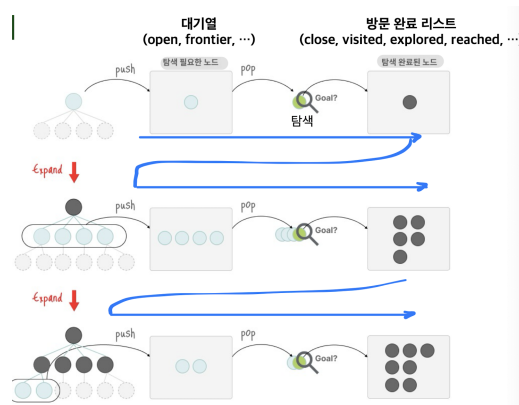 대기열
(open, frontier, …)
방문 완료 리스트
(close, visited, explored, reached, …
탐색 필요한 노드
탐색 완료된 노드
push
pop
Goal?
탐색
Expand
push
pop
Goal?
Expand
push
pop
Goal?